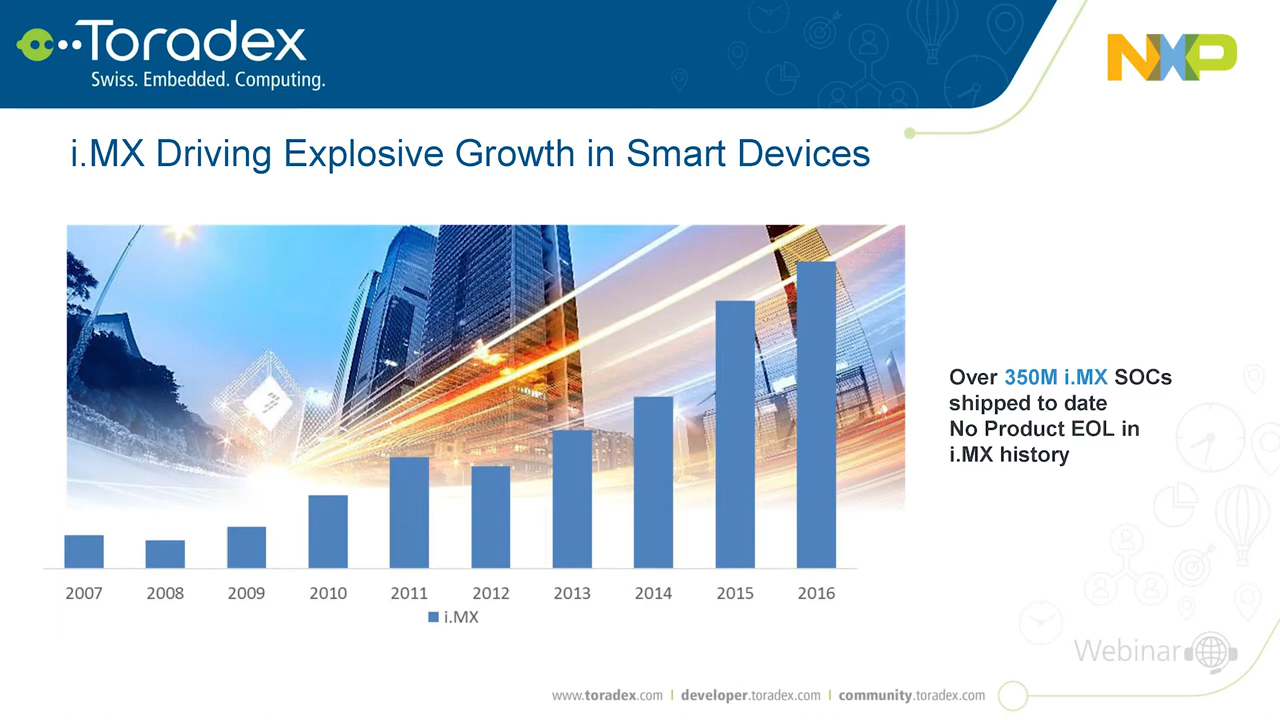 Toradex
Swiss. Embedded. Computing.
NXP
i.MX Driving Explosive Growth in Smart Devices
Over 350M i.MX SOCs
shipped to date
No Product EOL in
i.MX history
2007 2008 2009 2010 2011 2012 2013 2014 2015 2016
i.MX
Webinar
www.toradex.com | developer.toradex.com | community.toradex.com